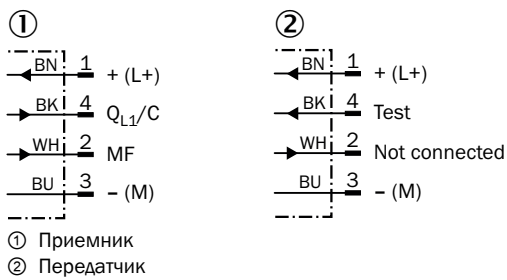 ① ②
BN 1 + (L+) BN 1 + (L+)
BK 4 Q_L1/C BK 4 Test
WH 2 MF WH 2 Not connected
BU 3 − (M) BU 3 − (M)
① Приемник
② Передатчик